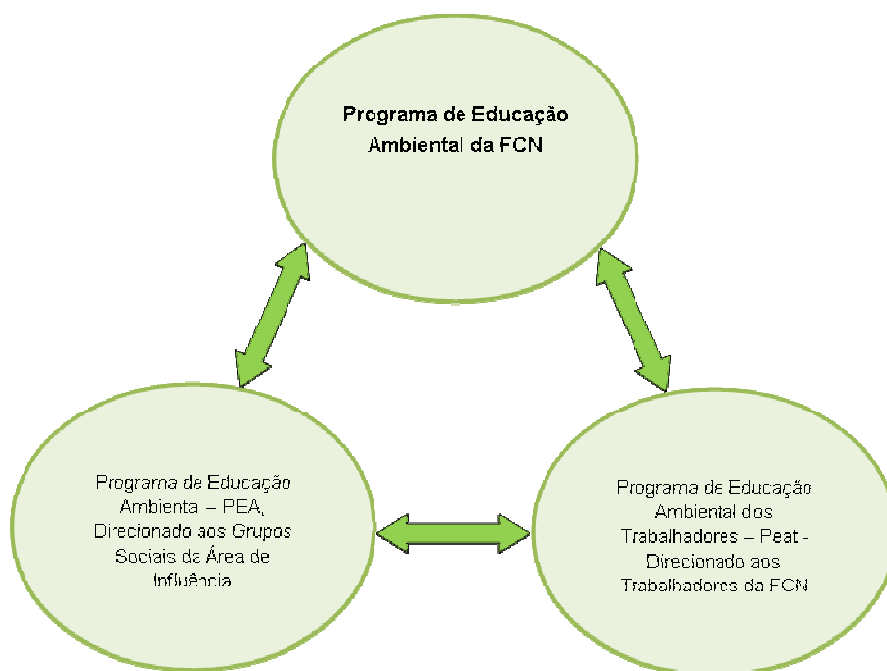 Programa de Educação
Ambiental da FCN
Programa de Educação
Ambienta – PEA,
Direcionado aos Grupos
Sociais da Área de
Influência
Programa de Educação
Ambiental dos
Trabalhadores – Peat -
Direcionado aos
Trabalhadores da FCN